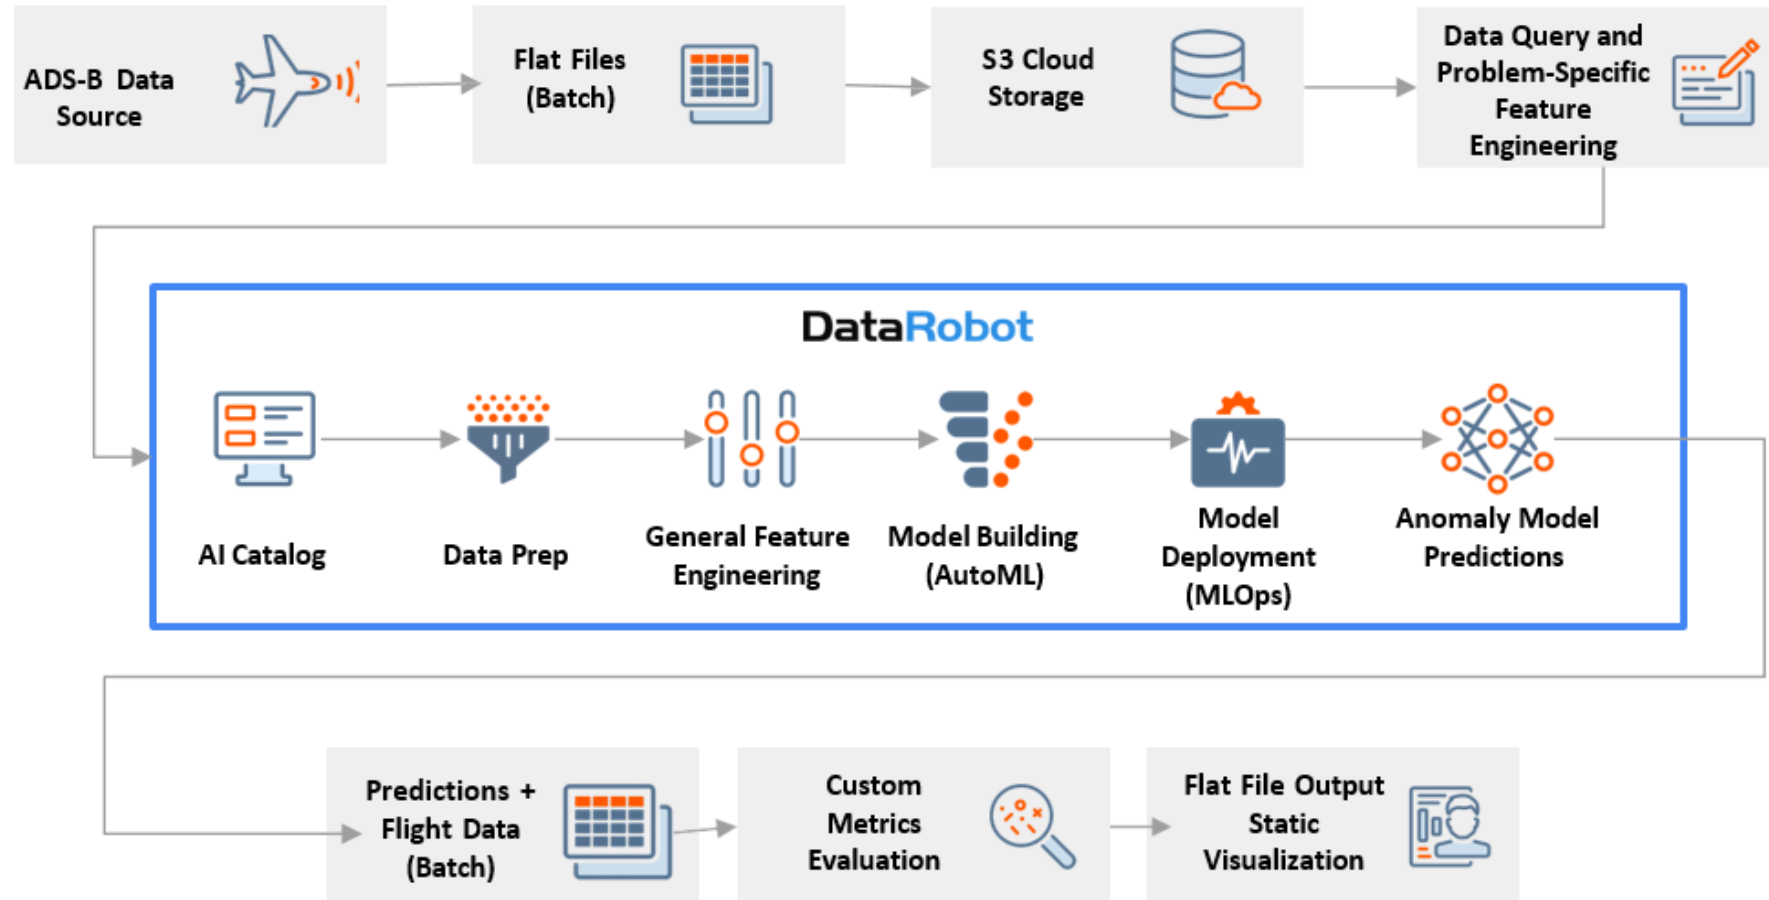 ADS-B Data
Source
Flat Files
(Batch)
S3 Cloud
Storage
Data Query and
Problem-Specific
Feature
Engineering
DataRobot
AI Catalog
Data Prep
General Feature
Engineering
Model Building
(AutoML)
Model
Deployment
(MLOps)
Anomaly Model
Predictions
Predictions +
Flight Data
(Batch)
Custom
Metrics
Evaluation
Flat File Output
Static
Visualization